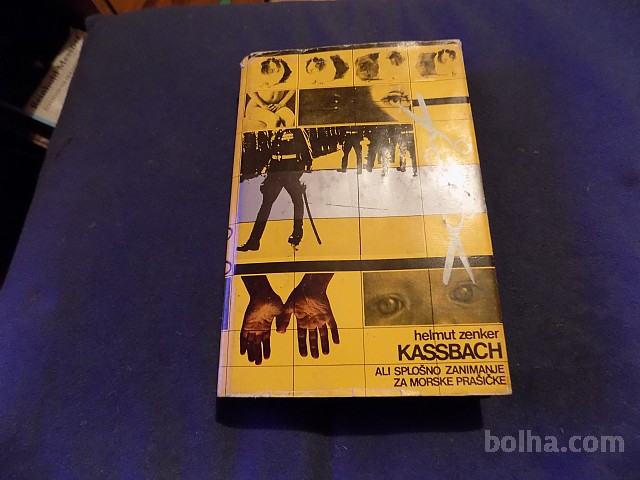 helmut zenker
KASSBACH
ALI SPLOŠNO ZANIMANJE
ZA MORSKE PRAŠIČKE
bolha.com